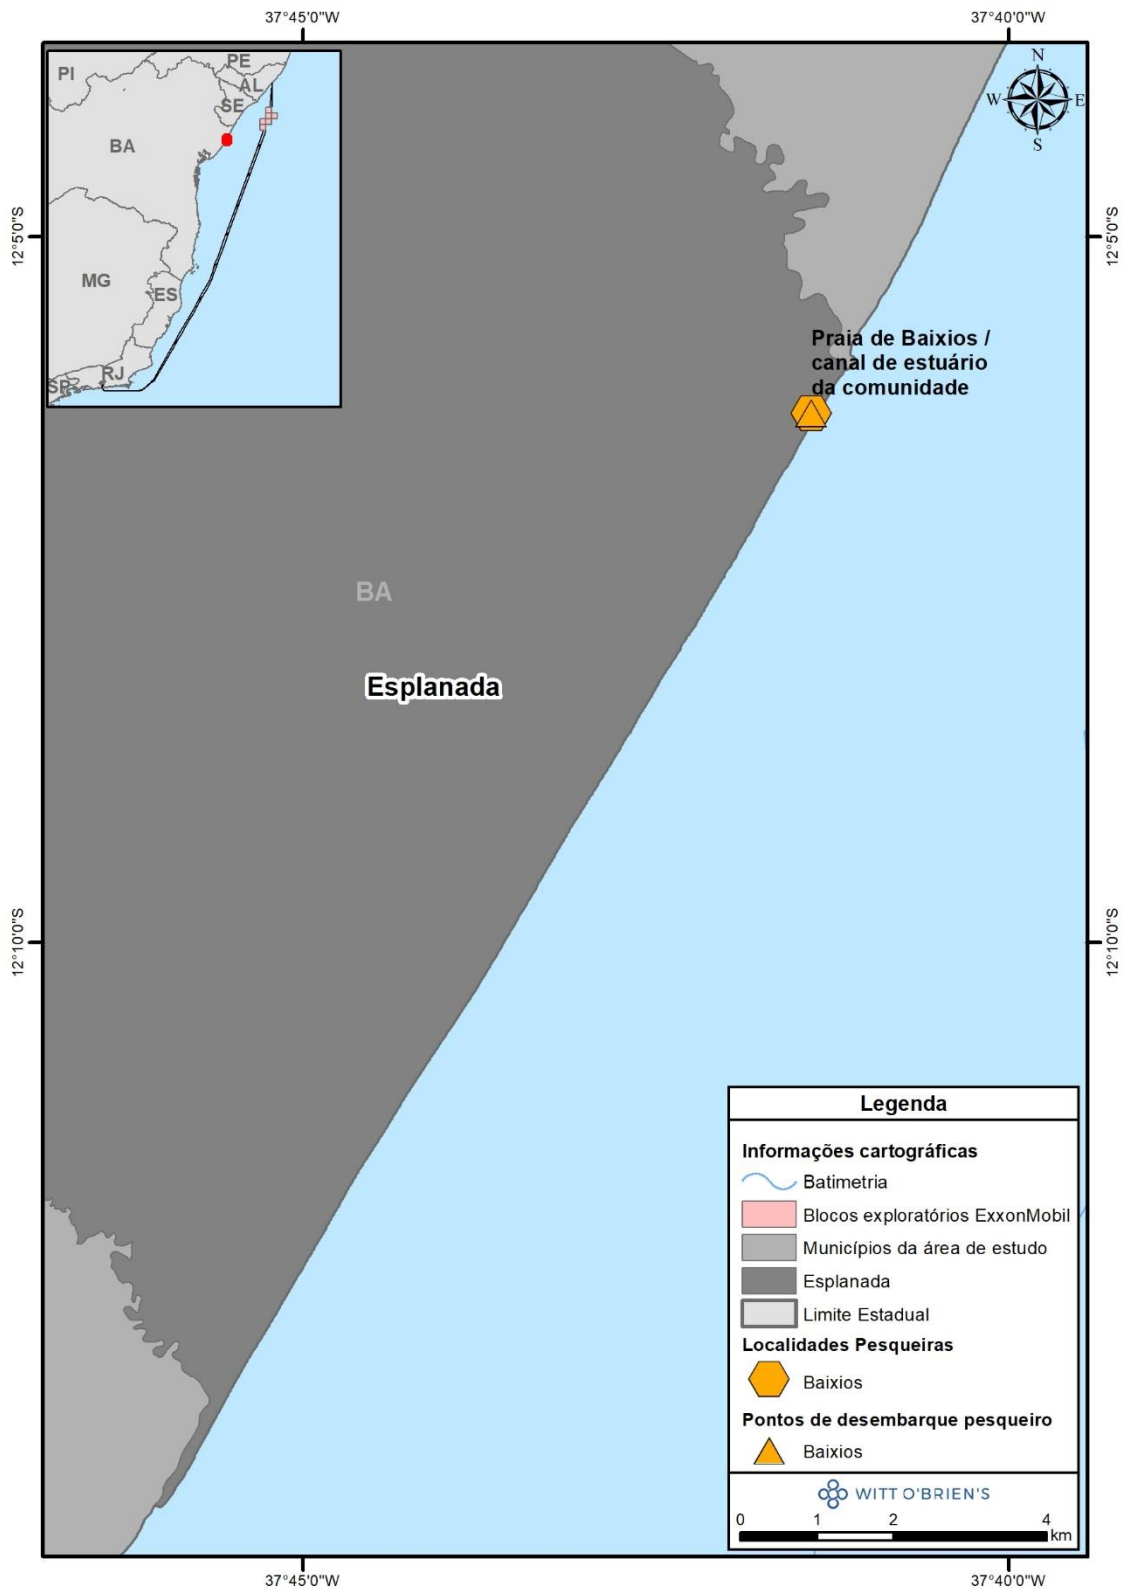 37°45'0"W
37°40'0"W
PI
PE
AL
SE
BA
MG
ES
RJ
SP
N
W
E
S
12°5'0"S
12°5'0"S
Praia de Baixios /
canal de estuário
da comunidade
BA
Esplanada
12°10'0"S
12°10'0"S
Legenda
Informações cartográficas
Batimetria
Blocos exploratórios ExxonMobil
Municípios da área de estudo
Esplanada
Limite Estadual
Localidades Pesqueiras
Baixios
Pontos de desembarque pesqueiro
Baixios
WITT O'BRIEN'S
0 1 2 4
km
37°45'0"W
37°40'0"W